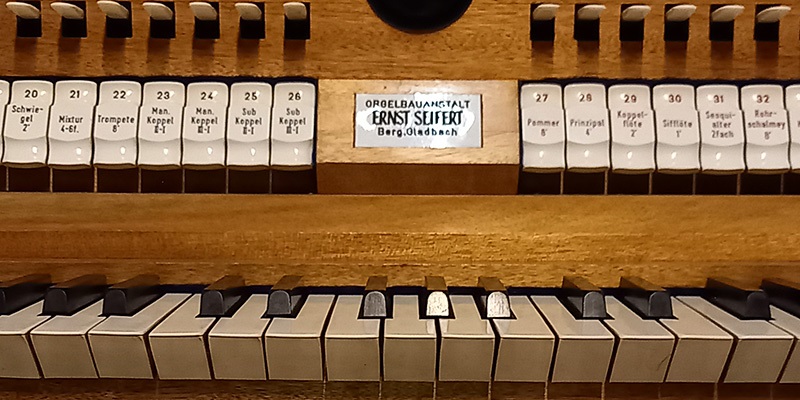 20
Schwie-
gel
2'
21
Mixtur
4-6f.
22
Trompete
8'
23
Man.
Koppel
II-I
24
Man.
Koppel
III-I
25
Sub
Koppel
II-I
26
Sub
Koppel
III-I
ORGELBAUANSTALT
ERNST SEIFERT
Berg.Gladbach
27
Pommer
8'
28
Prinzipal
4'
29
Koppel-
flöte
2'
30
Sifflöte
1'
31
Sesqui-
alter
2fach
32
Rohr-
schalmey
8'